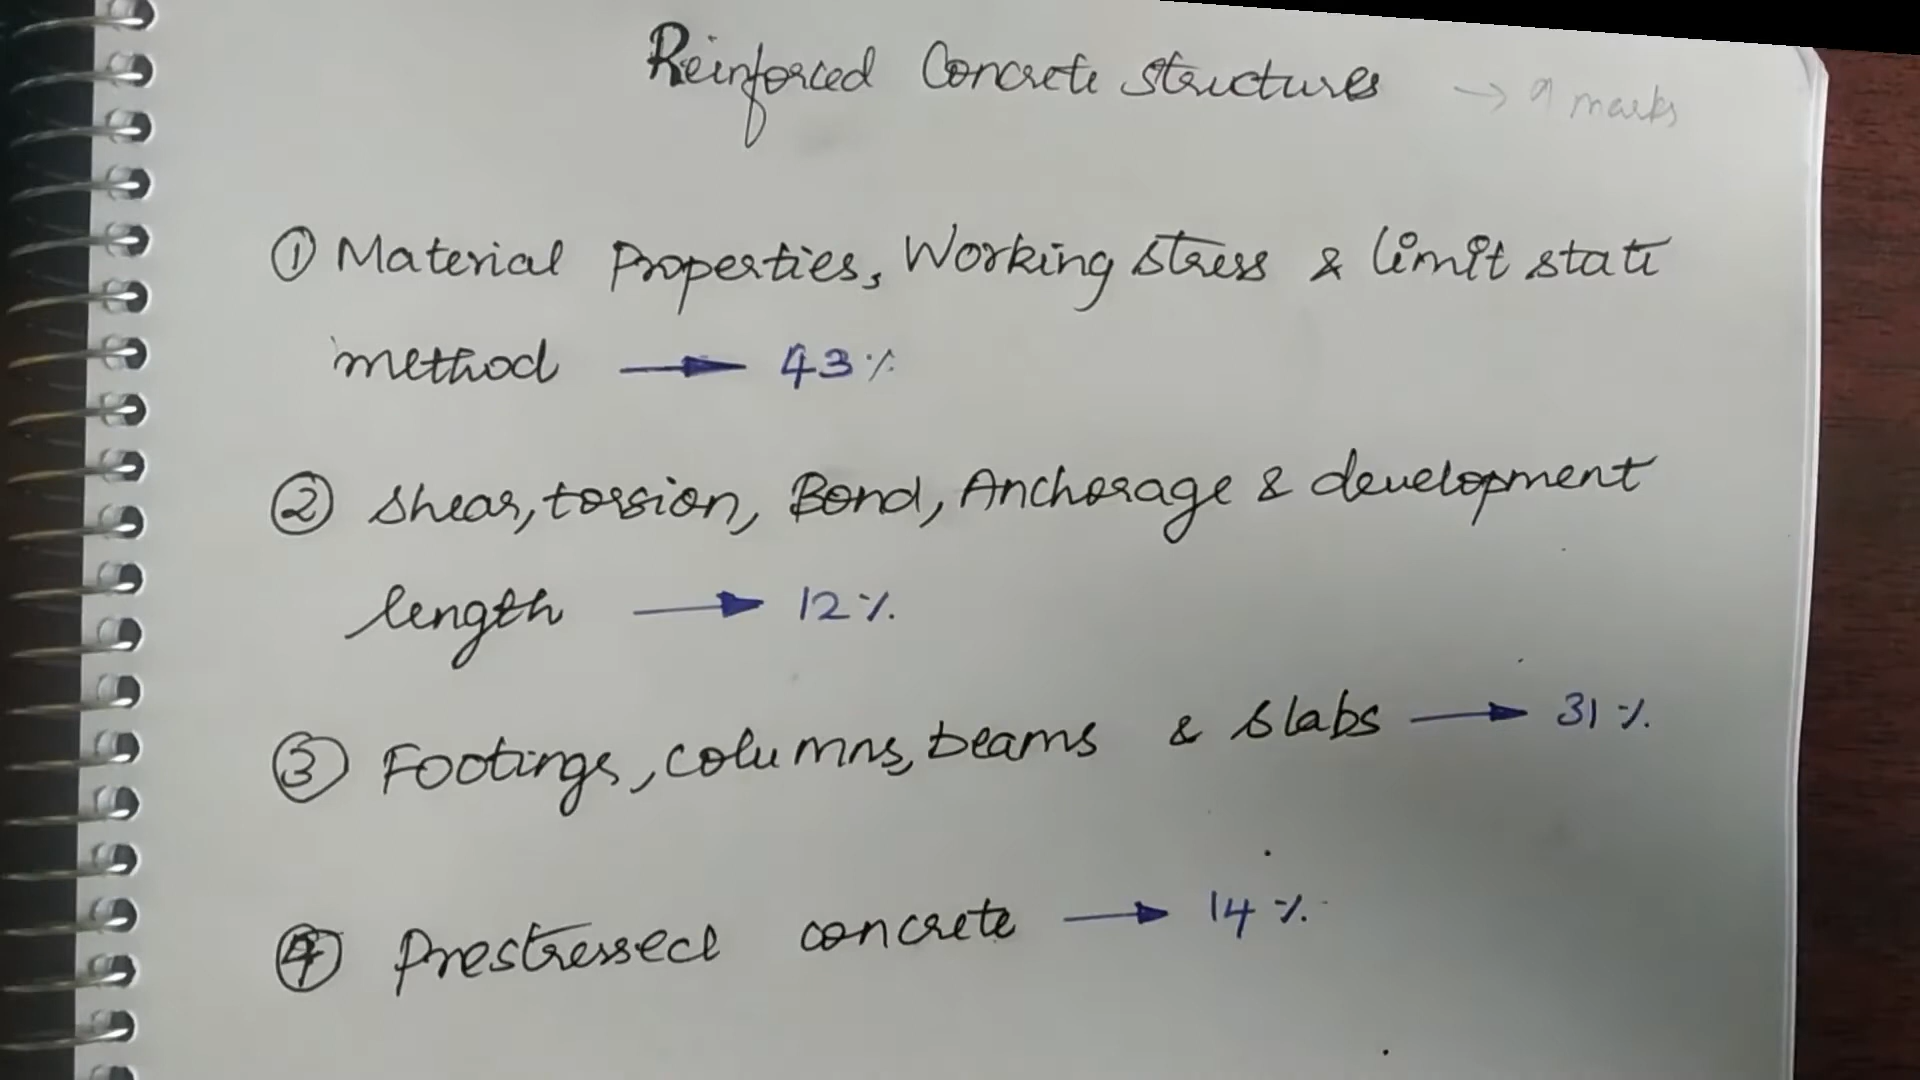 Reinforced Concrete Structures → 9 marks
① Material Properties, Working stress & limit state
method → 43%
② Shear, torsion, Bond, Anchorage & development
length → 12%
③ Footings, columns, beams & slabs → 31%
④ Prestressed concrete → 14%